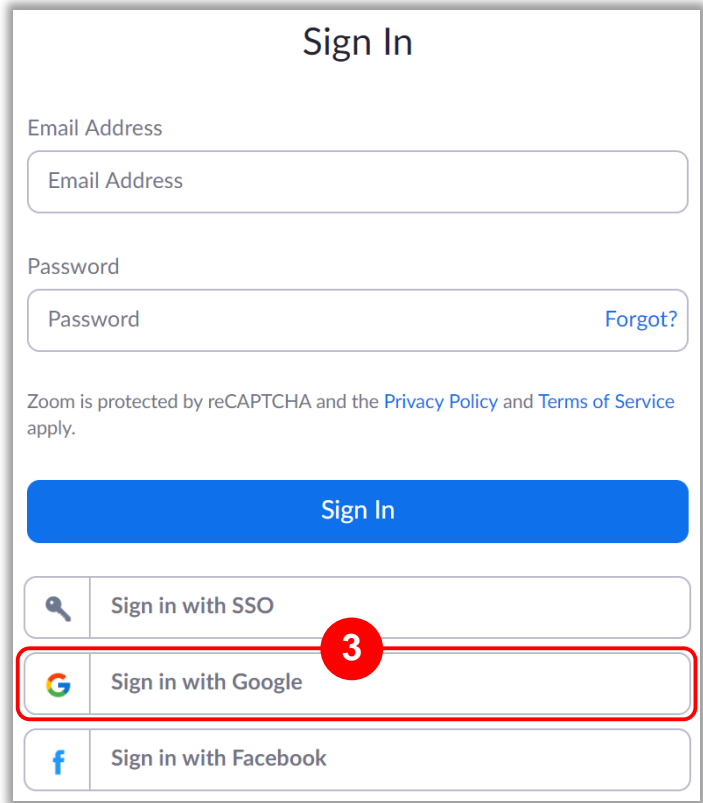 Sign In
Email Address
Email Address
Password
Password
Forgot?
Zoom is protected by reCAPTCHA and the Privacy Policy and Terms of Service
apply.
Sign In
Sign in with SSO
3
Sign in with Google
Sign in with Facebook